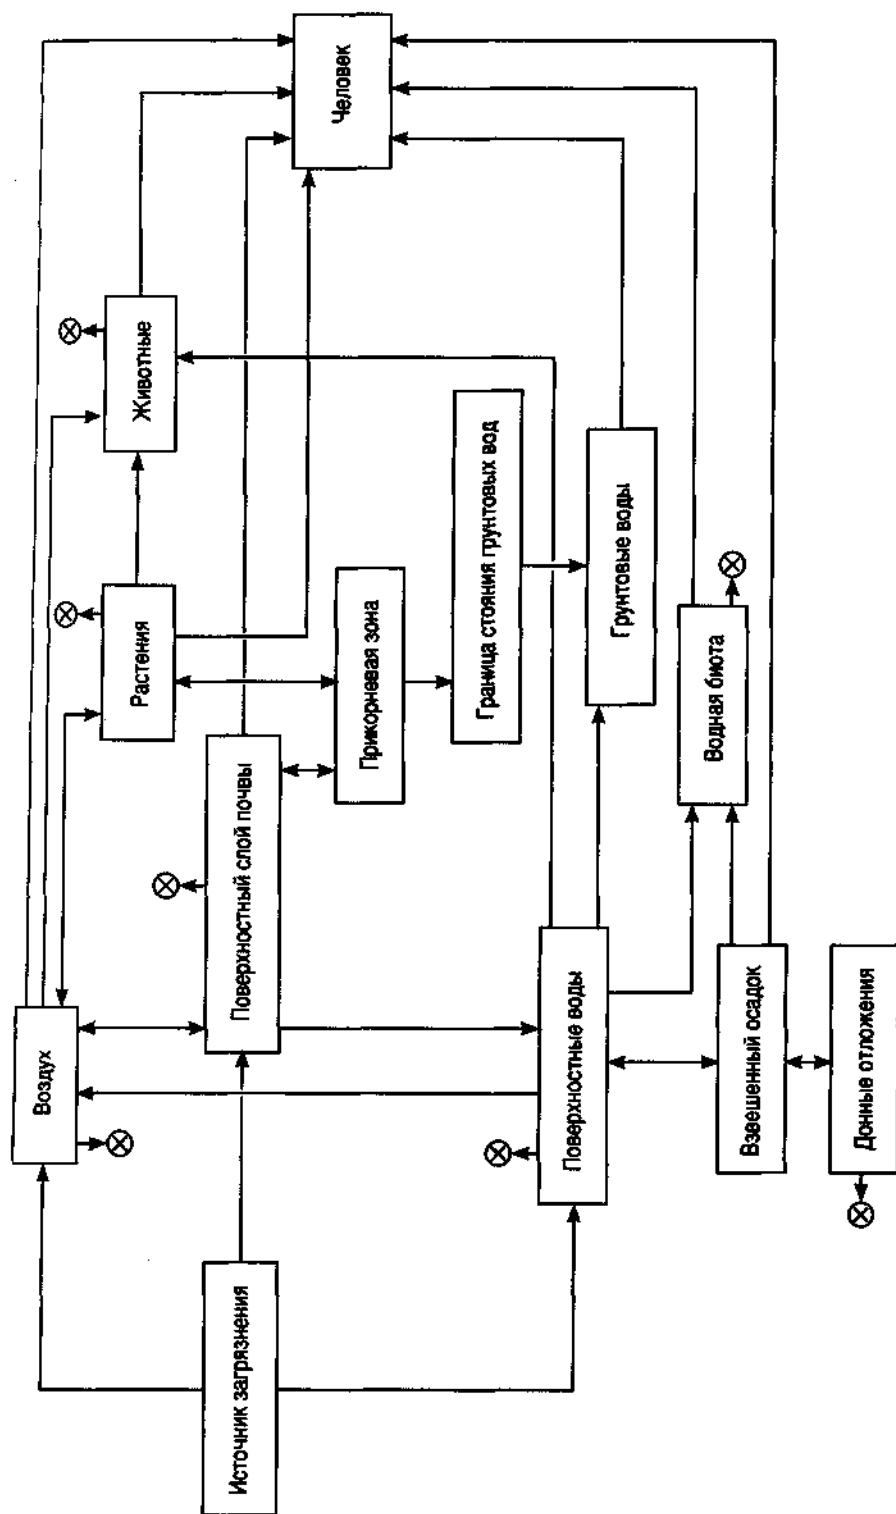 Источник загрязнения
Воздух
Поверхностный слой почвы
Поверхностные воды
Взвешенный осадок
Донные отложения
Растения
Прикорневая зона
Граница стояния грунтовых вод
Грунтовые воды
Водная биота
Животные
Человек